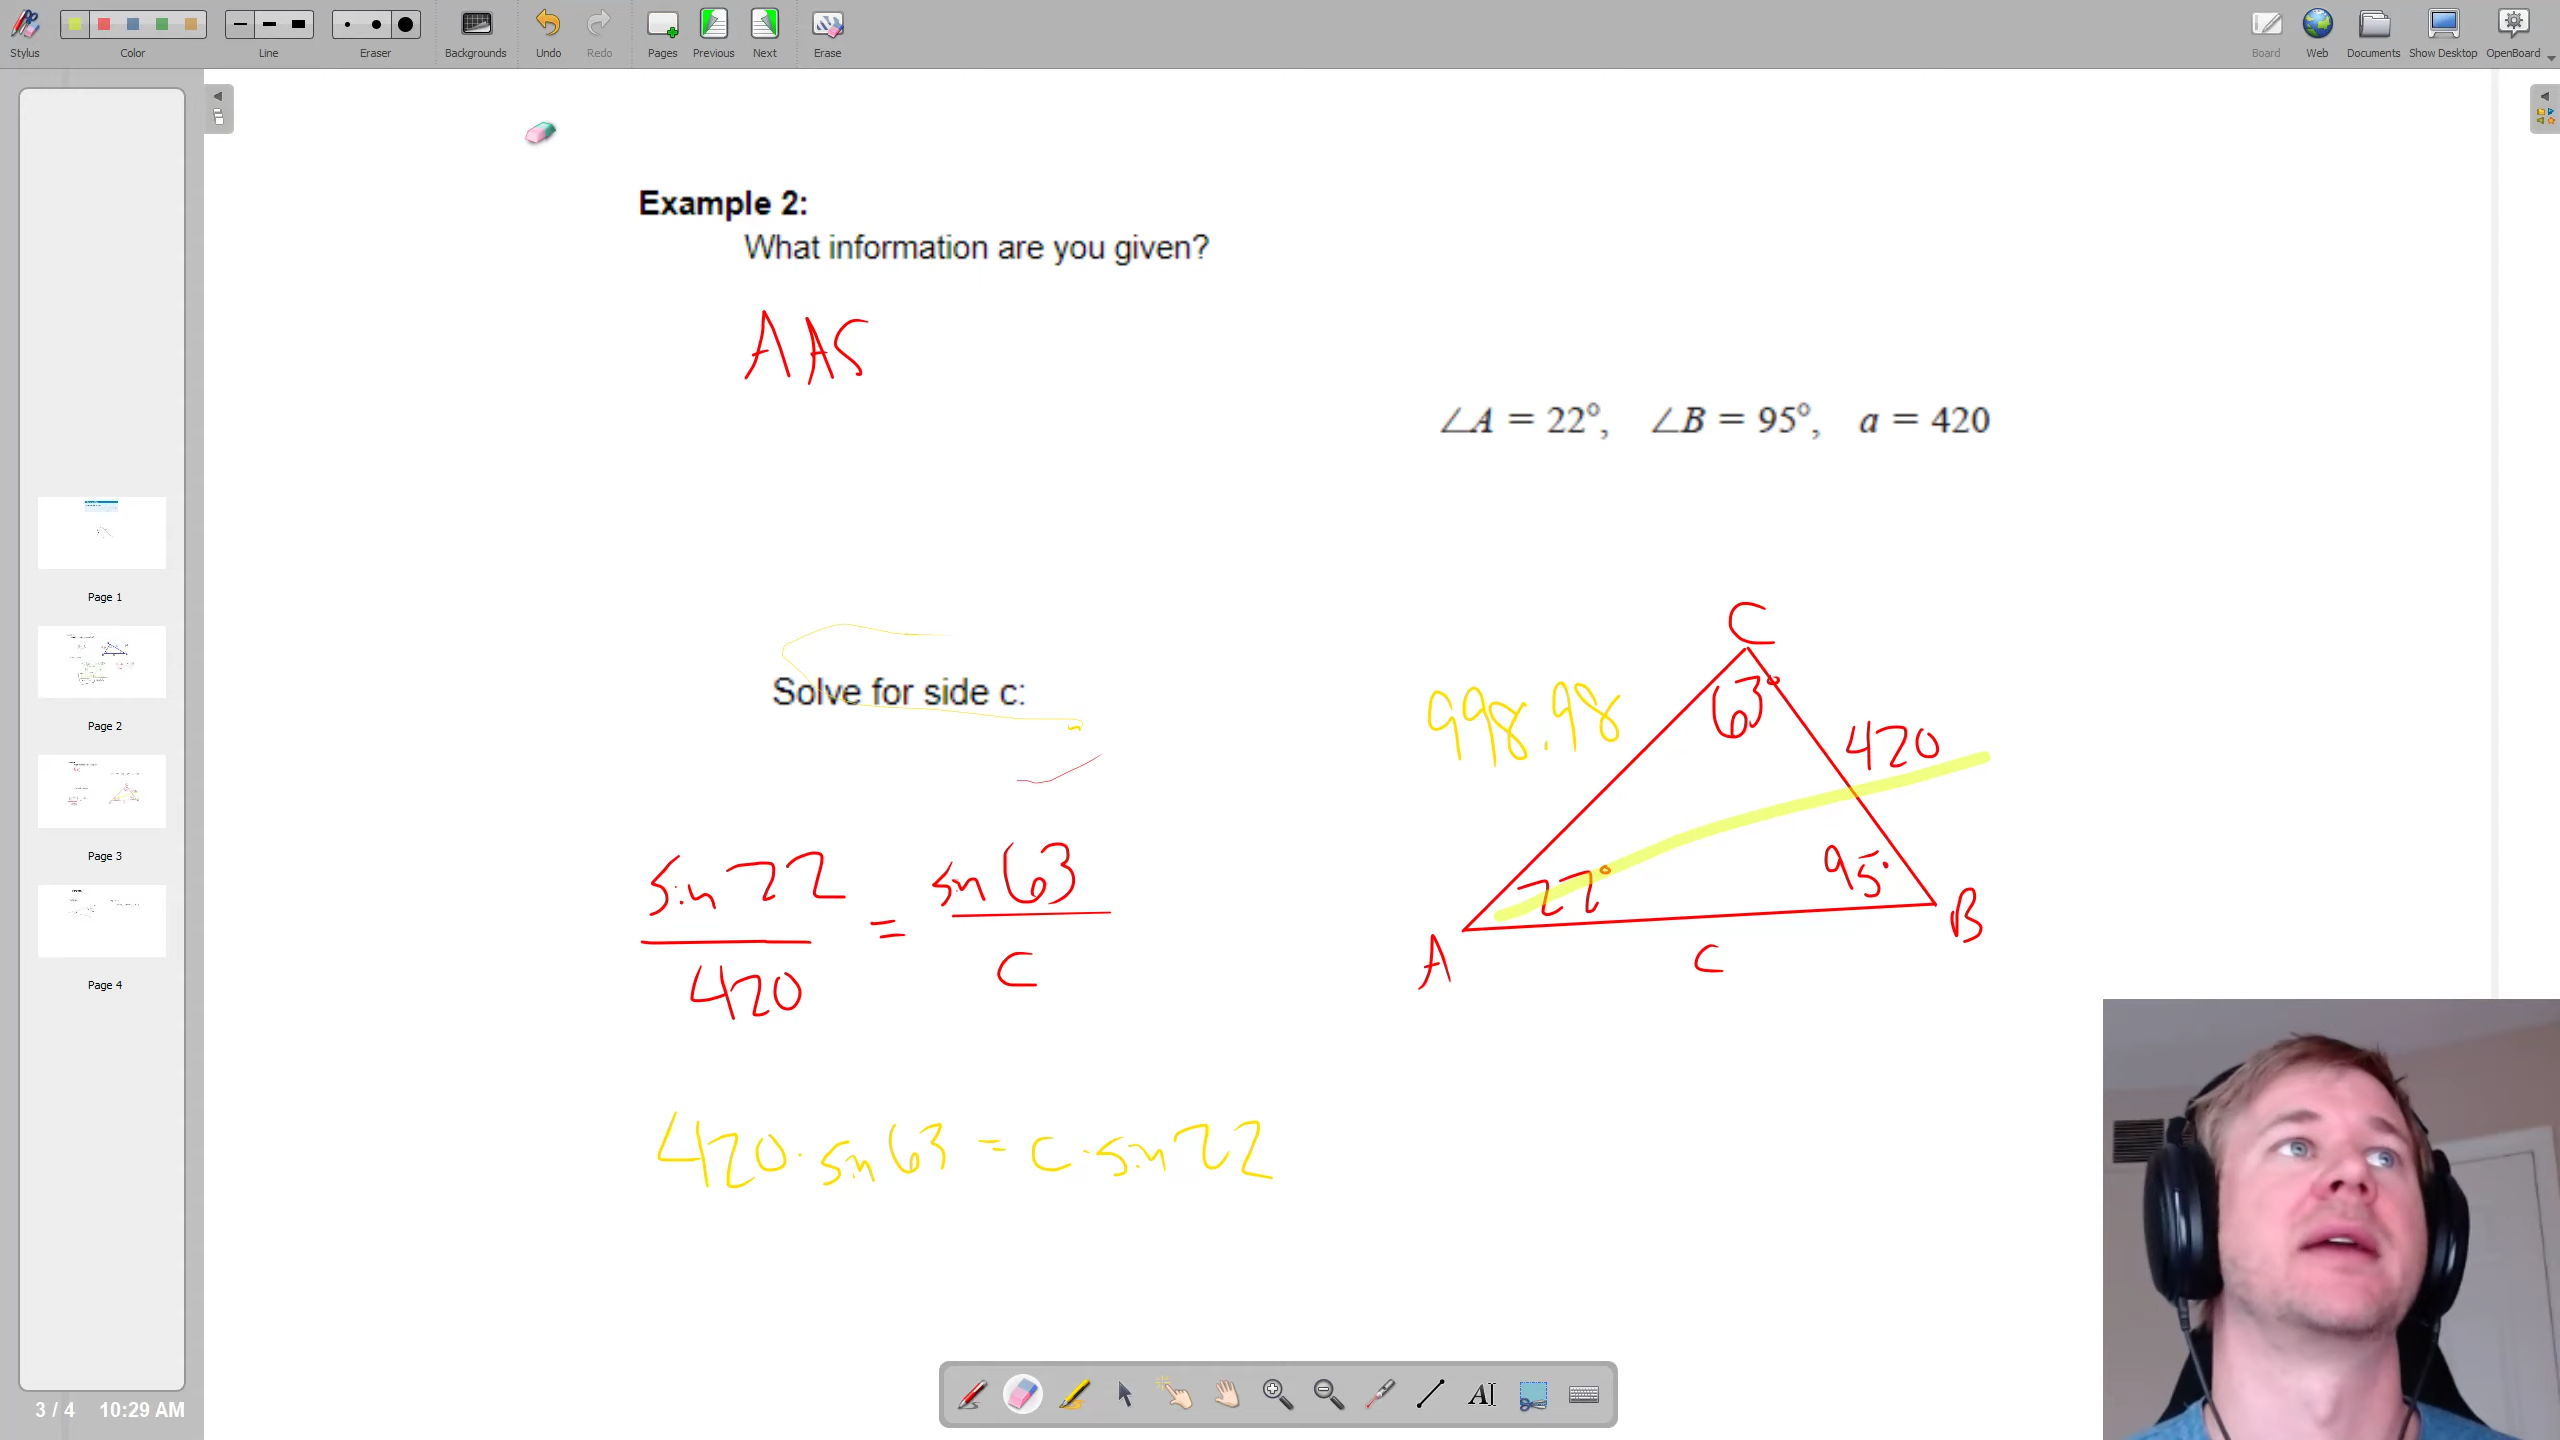 Stylus Color Line Eraser Backgrounds Undo Redo Pages Previous Next Erase Board Web Documents Show Desktop OpenBoard
Example 2:
What information are you given?
AAS
∠A = 22°, ∠B = 95°, a = 420
Page 1
Page 2
Page 3
Page 4
Solve for side c:
C
63°
998.98
420
22°
95°
A
B
c
sin 22 / 420 = sin 63 / c
420 · sin 63 = c · sin 22
3 / 4 10:29 AM
AI